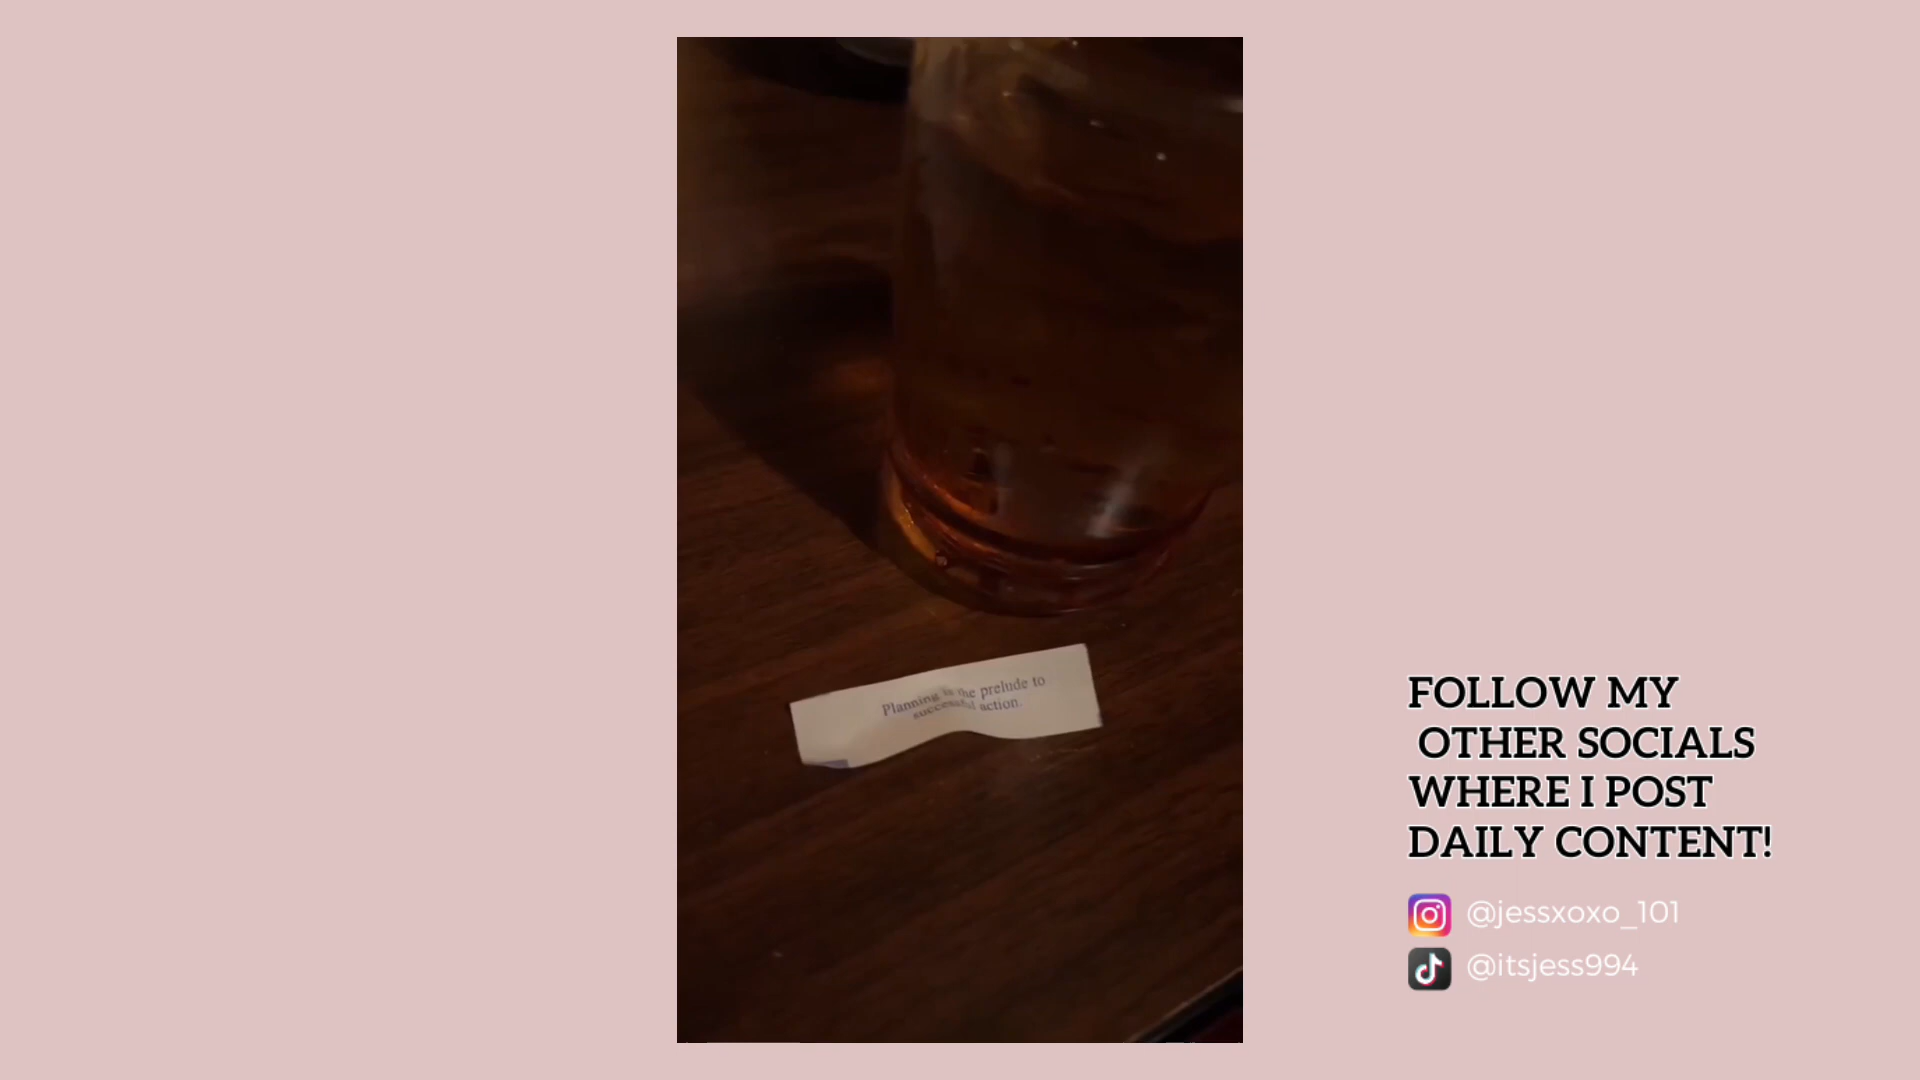 Planning is the prelude to
successful action.
FOLLOW MY
OTHER SOCIALS
WHERE I POST
DAILY CONTENT!
@jessxoxo_101
@itsjess994